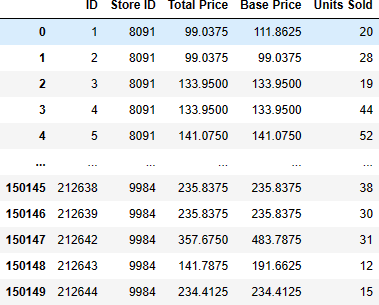 ID Store ID Total Price Base Price Units Sold
0 1 8091 99.0375 111.8625 20
1 2 8091 99.0375 99.0375 28
2 3 8091 133.9500 133.9500 19
3 4 8091 133.9500 133.9500 44
4 5 8091 141.0750 141.0750 52
... ... ... ... ... ...
150145 212638 9984 235.8375 235.8375 38
150146 212639 9984 235.8375 235.8375 30
150147 212642 9984 357.6750 483.7875 31
150148 212643 9984 141.7875 191.6625 12
150149 212644 9984 234.4125 234.4125 15